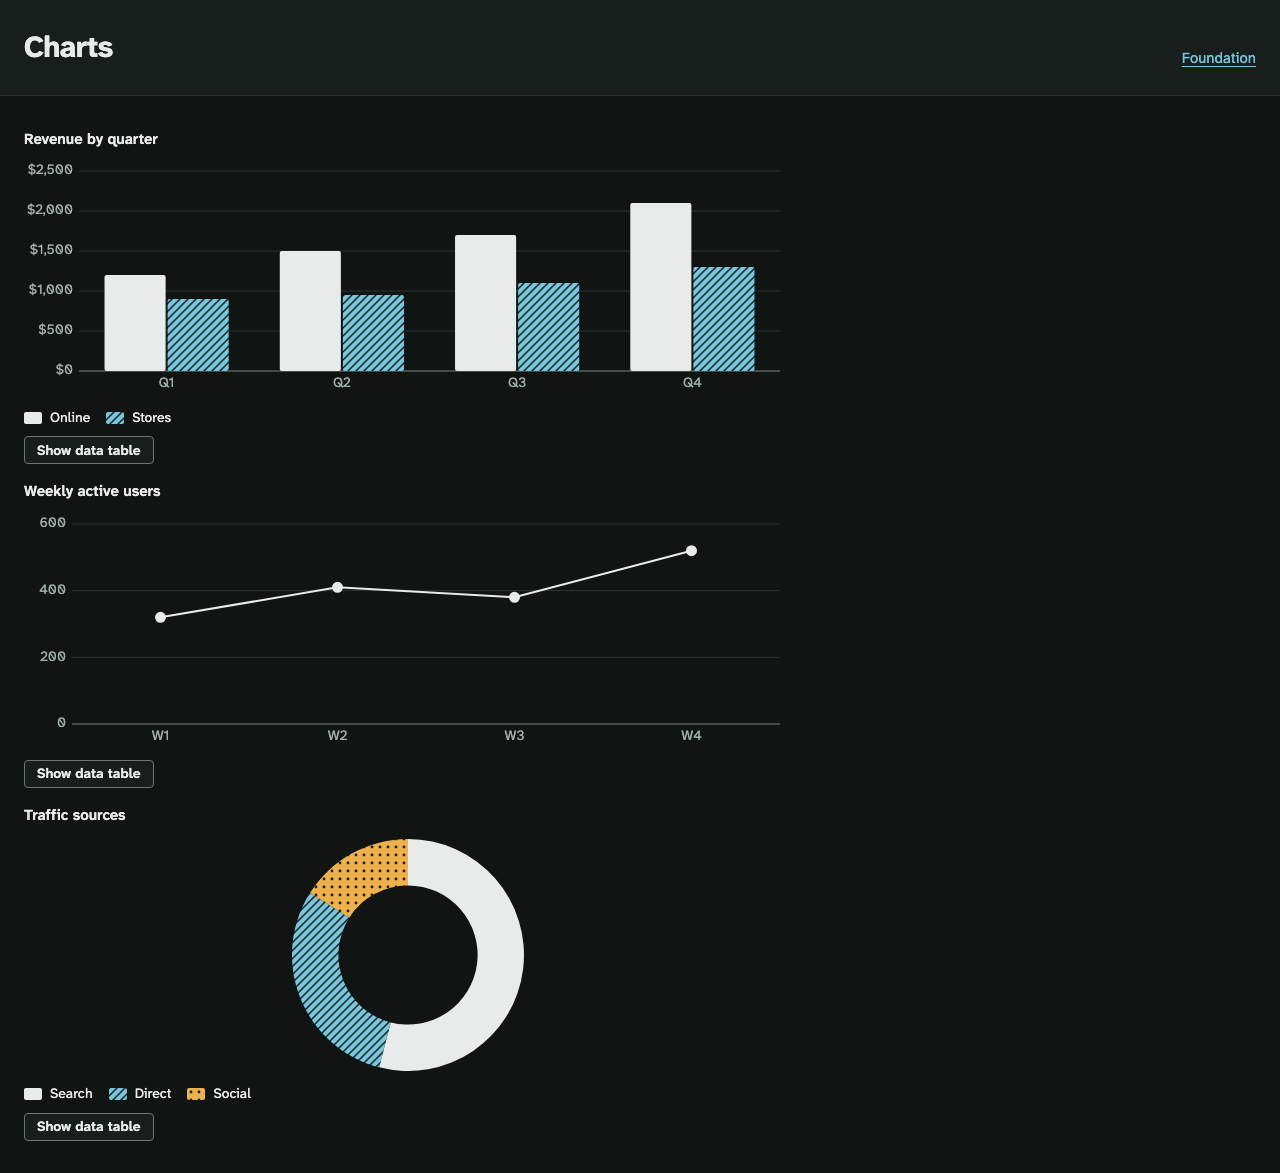 Charts
Foundation
Revenue by quarter
$2,500
$2,000
$1,500
$1,000
$500
$0
Q1 Q2 Q3 Q4
Online Stores
Show data table
Weekly active users
600
400
200
0
W1 W2 W3 W4
Show data table
Traffic sources
Search Direct Social
Show data table